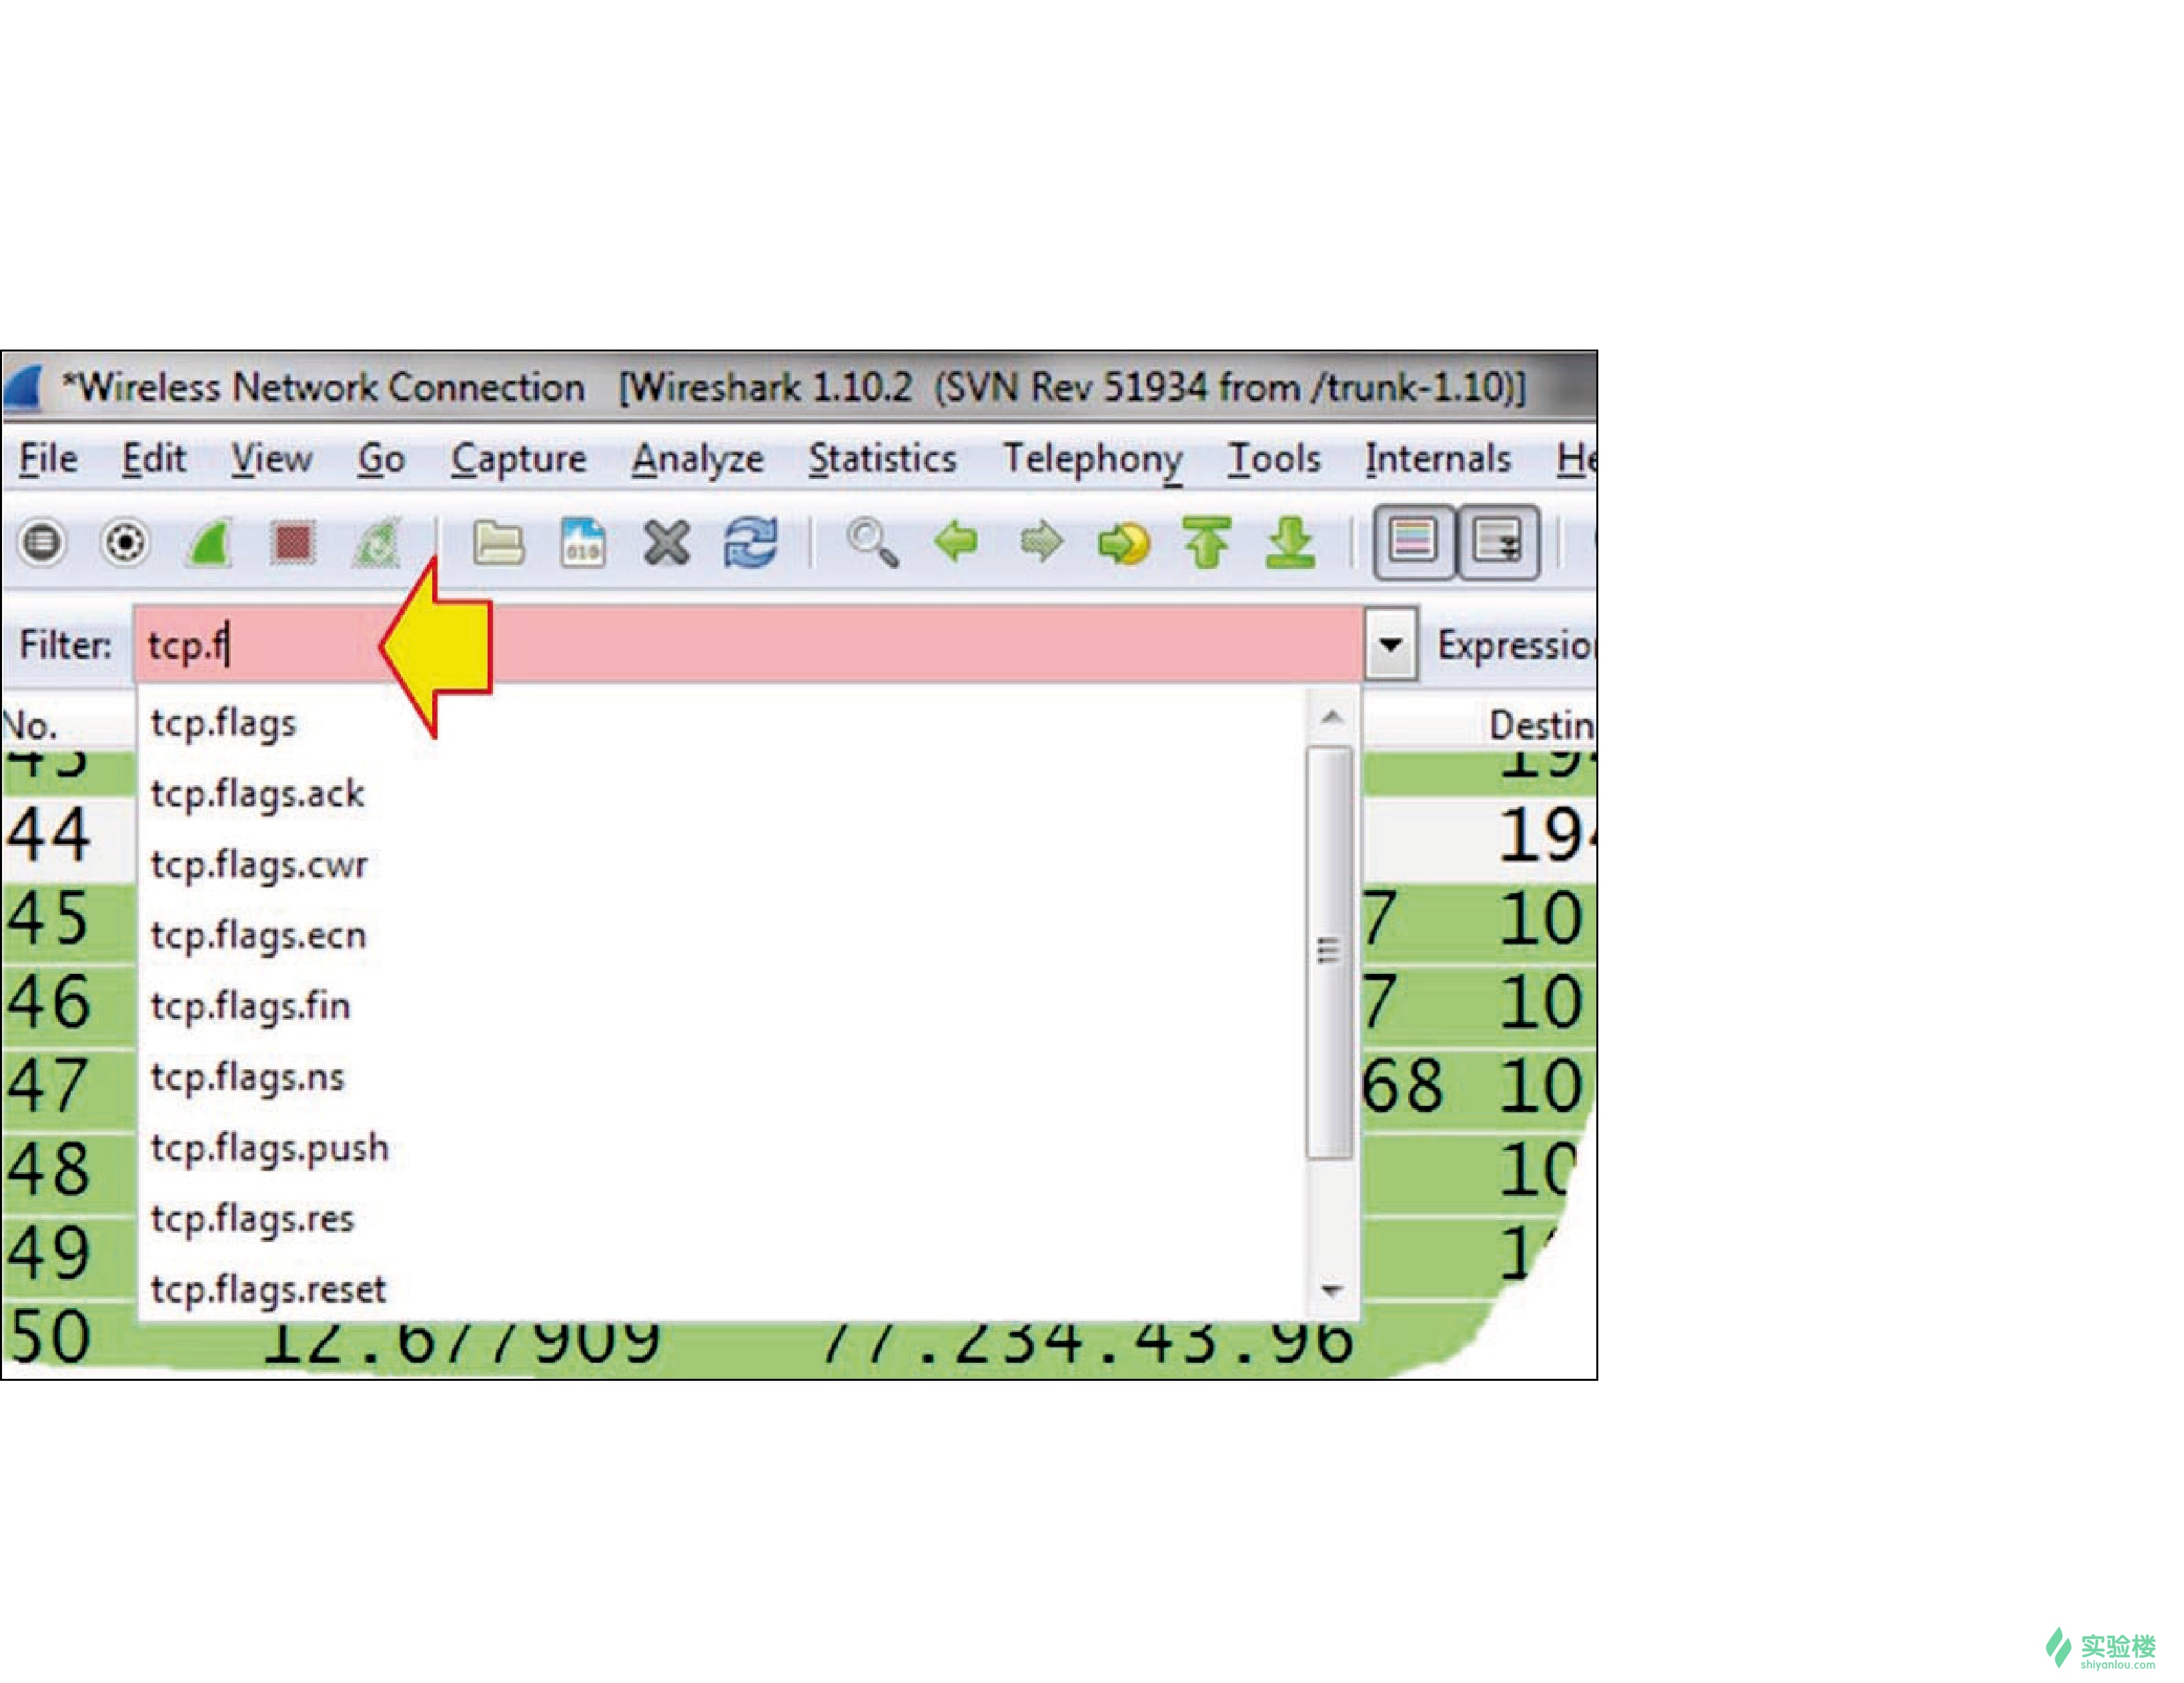 *Wireless Network Connection [Wireshark 1.10.2 (SVN Rev 51934 from /trunk-1.10)]
File Edit View Go Capture Analyze Statistics Telephony Tools Internals He
010
Filter: tcp.f Expressio
No. Destin
tcp.flags
tcp.flags.ack
44 194
tcp.flags.cwr
45 7 10
tcp.flags.ecn
46 7 10
tcp.flags.fin
47 68 10
tcp.flags.ns
48 10
tcp.flags.push
49
tcp.flags.res
tcp.flags.reset
50 12.677909 77.234.43.96
实验楼
shiyanlou.com